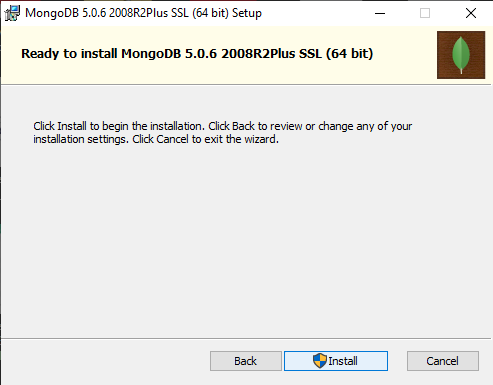 MongoDB 5.0.6 2008R2Plus SSL (64 bit) Setup
Ready to install MongoDB 5.0.6 2008R2Plus SSL (64 bit)
Click Install to begin the installation. Click Back to review or change any of your
installation settings. Click Cancel to exit the wizard.
Back Install Cancel